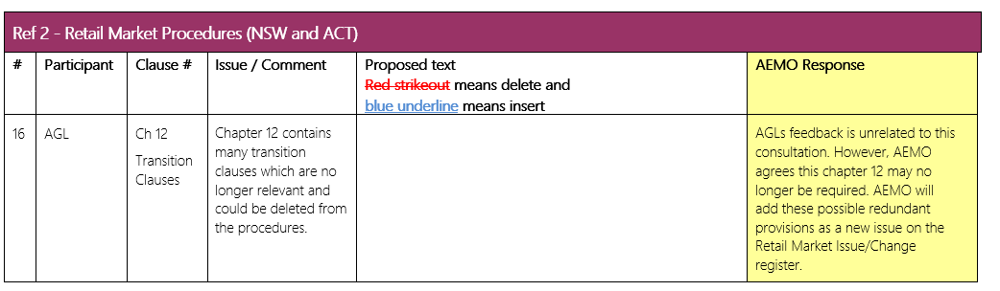 Ref 2 - Retail Market Procedures (NSW and ACT)
# Participant Clause # Issue / Comment Proposed text AEMO Response
Red strikeout means delete and
blue underline means insert
16 AGL Ch 12
Transition
Clauses
Chapter 12 contains
many transition
clauses which are no
longer relevant and
could be deleted from
the procedures.
AGLs feedback is unrelated to this
consultation. However, AEMO
agrees this chapter 12 may no
longer be required. AEMO will
add these possible redundant
provisions as a new issue on the
Retail Market Issue/Change
register.